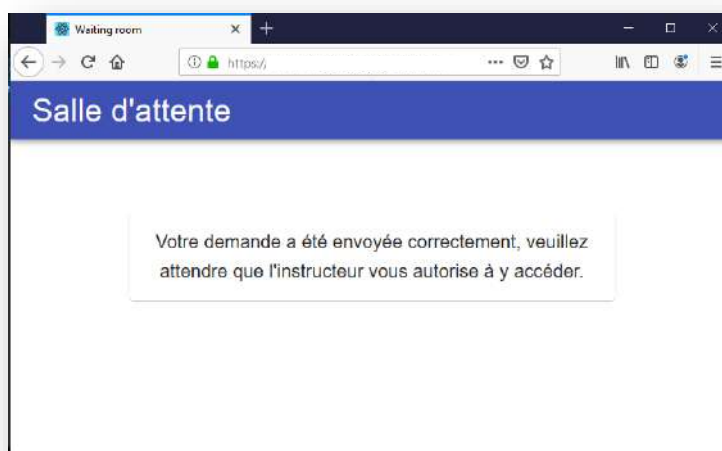 Waiting room
https://
Salle d'attente
Votre demande a été envoyée correctement, veuillez
attendre que l'instructeur vous autorise à y accéder.